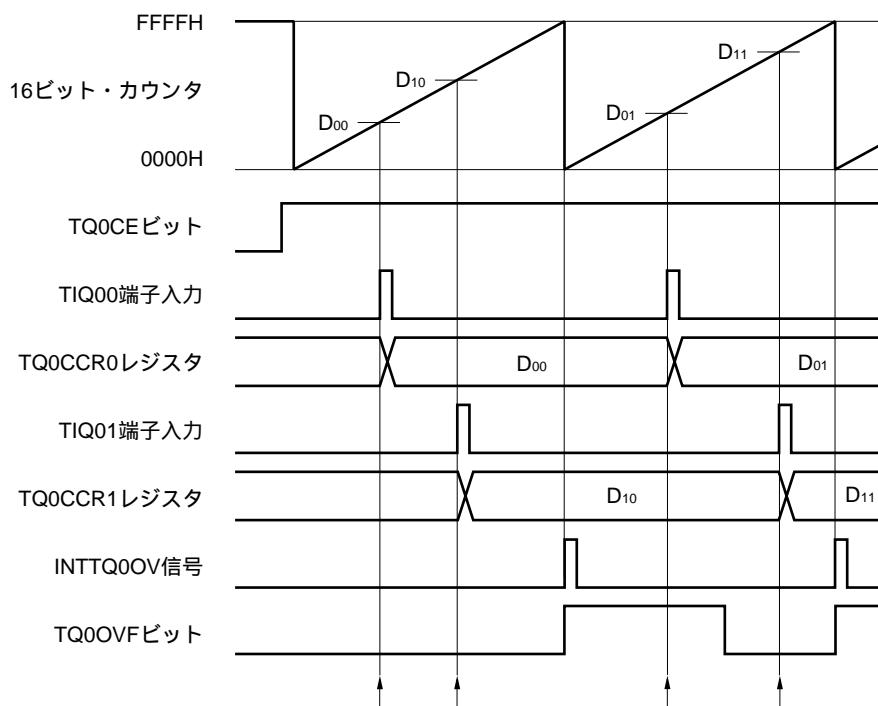 FFFFH
D11
D10
16ビット・カウンタ
D00
D01
0000H
TQ0CEビット
TIQ00端子入力
TQ0CCR0レジスタ
D00
D01
TIQ01端子入力
TQ0CCR1レジスタ
D10
D11
INTTQ0OV信号
TQ0OVFビット